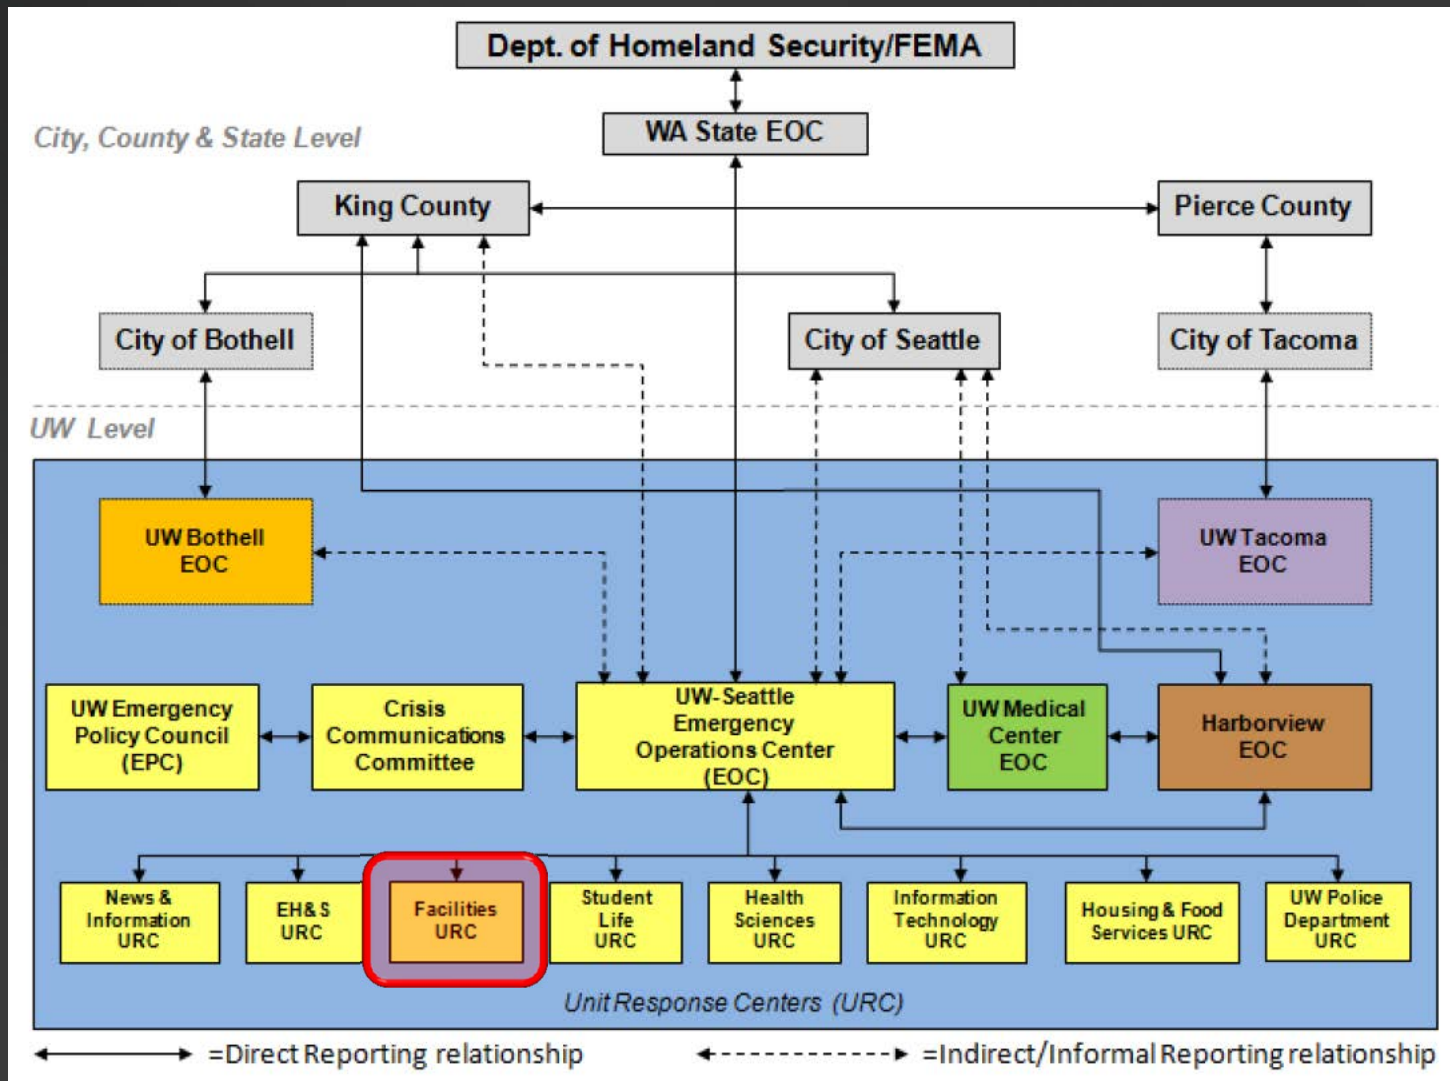 Dept. of Homeland Security/FEMA
City, County & State Level
WA State EOC
King County
Pierce County
City of Bothell
City of Seattle
City of Tacoma
UW Level
UW Bothell
EOC
UW Tacoma
EOC
UW Emergency
Policy Council
(EPC)
Crisis
Communications
Committee
UW-Seattle
Emergency
Operations Center
(EOC)
UW Medical
Center
EOC
Harborview
EOC
News &
Information
URC
EH&S
URC
Facilities
URC
Student
Life
URC
Health
Sciences
URC
Information
Technology
URC
Housing & Food
Services URC
UW Police
Department
URC
Unit Response Centers (URC)
=Direct Reporting relationship
=Indirect/Informal Reporting relationship